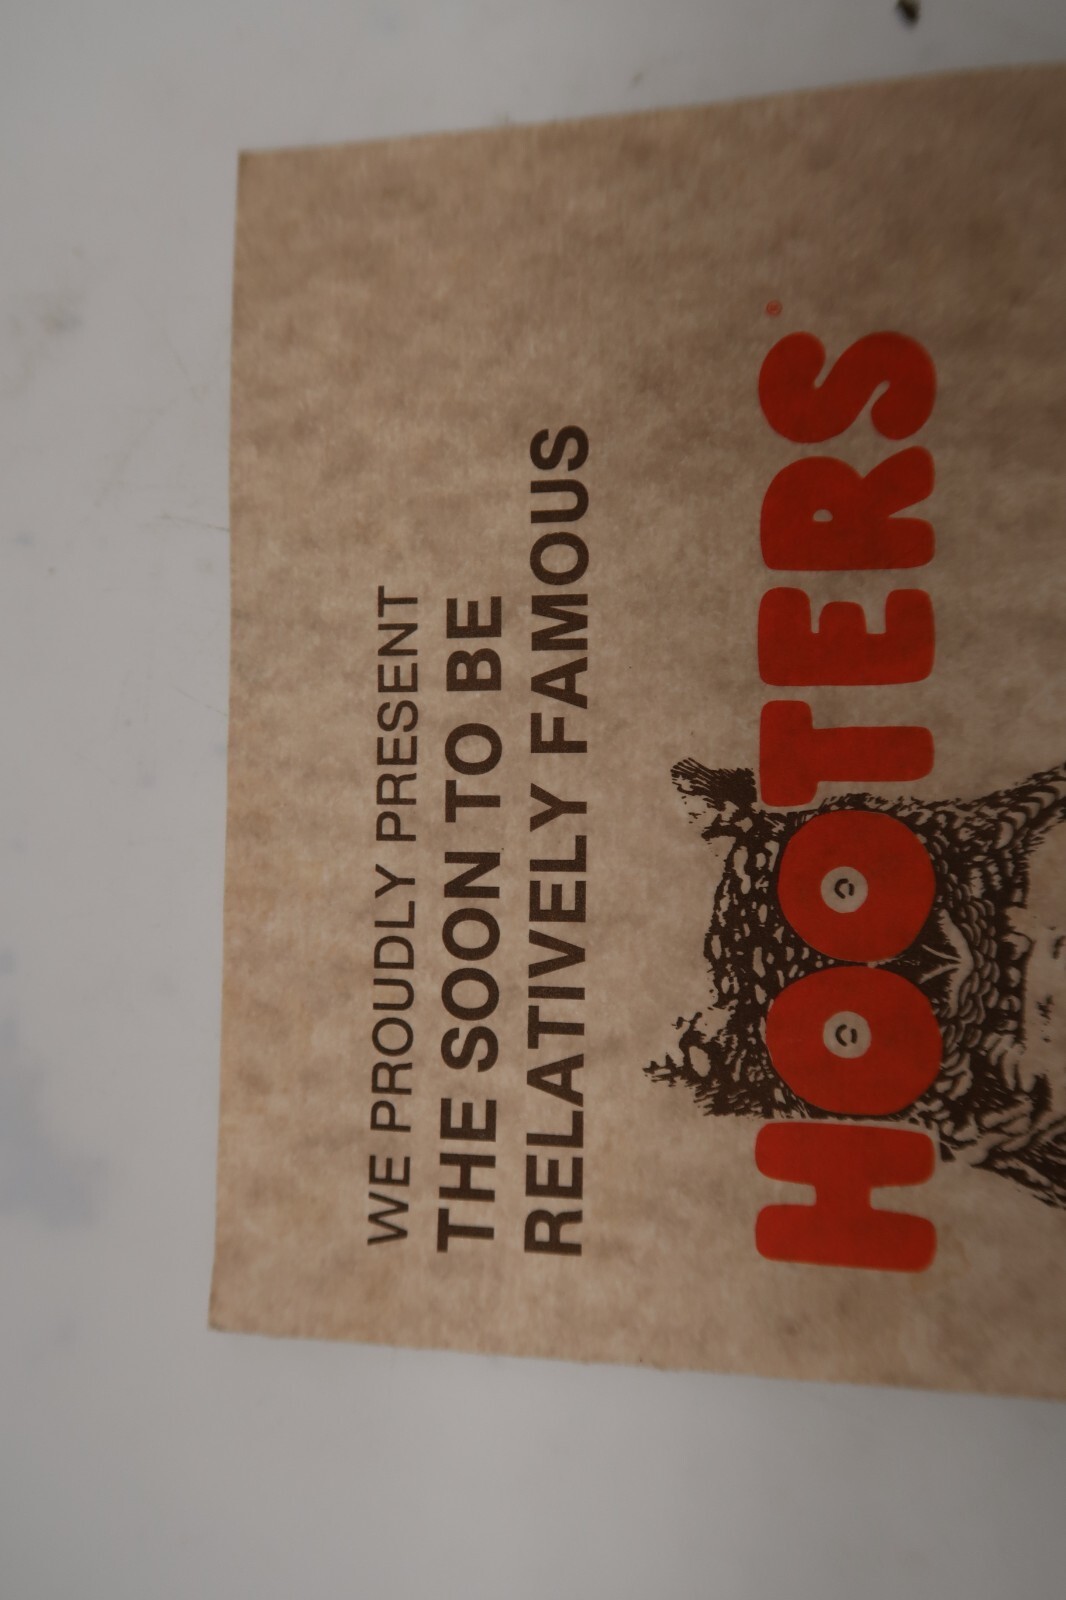 WE PROUDLY PRESENT
THE SOON TO BE
RELATIVELY FAMOUS
HOOTERS®